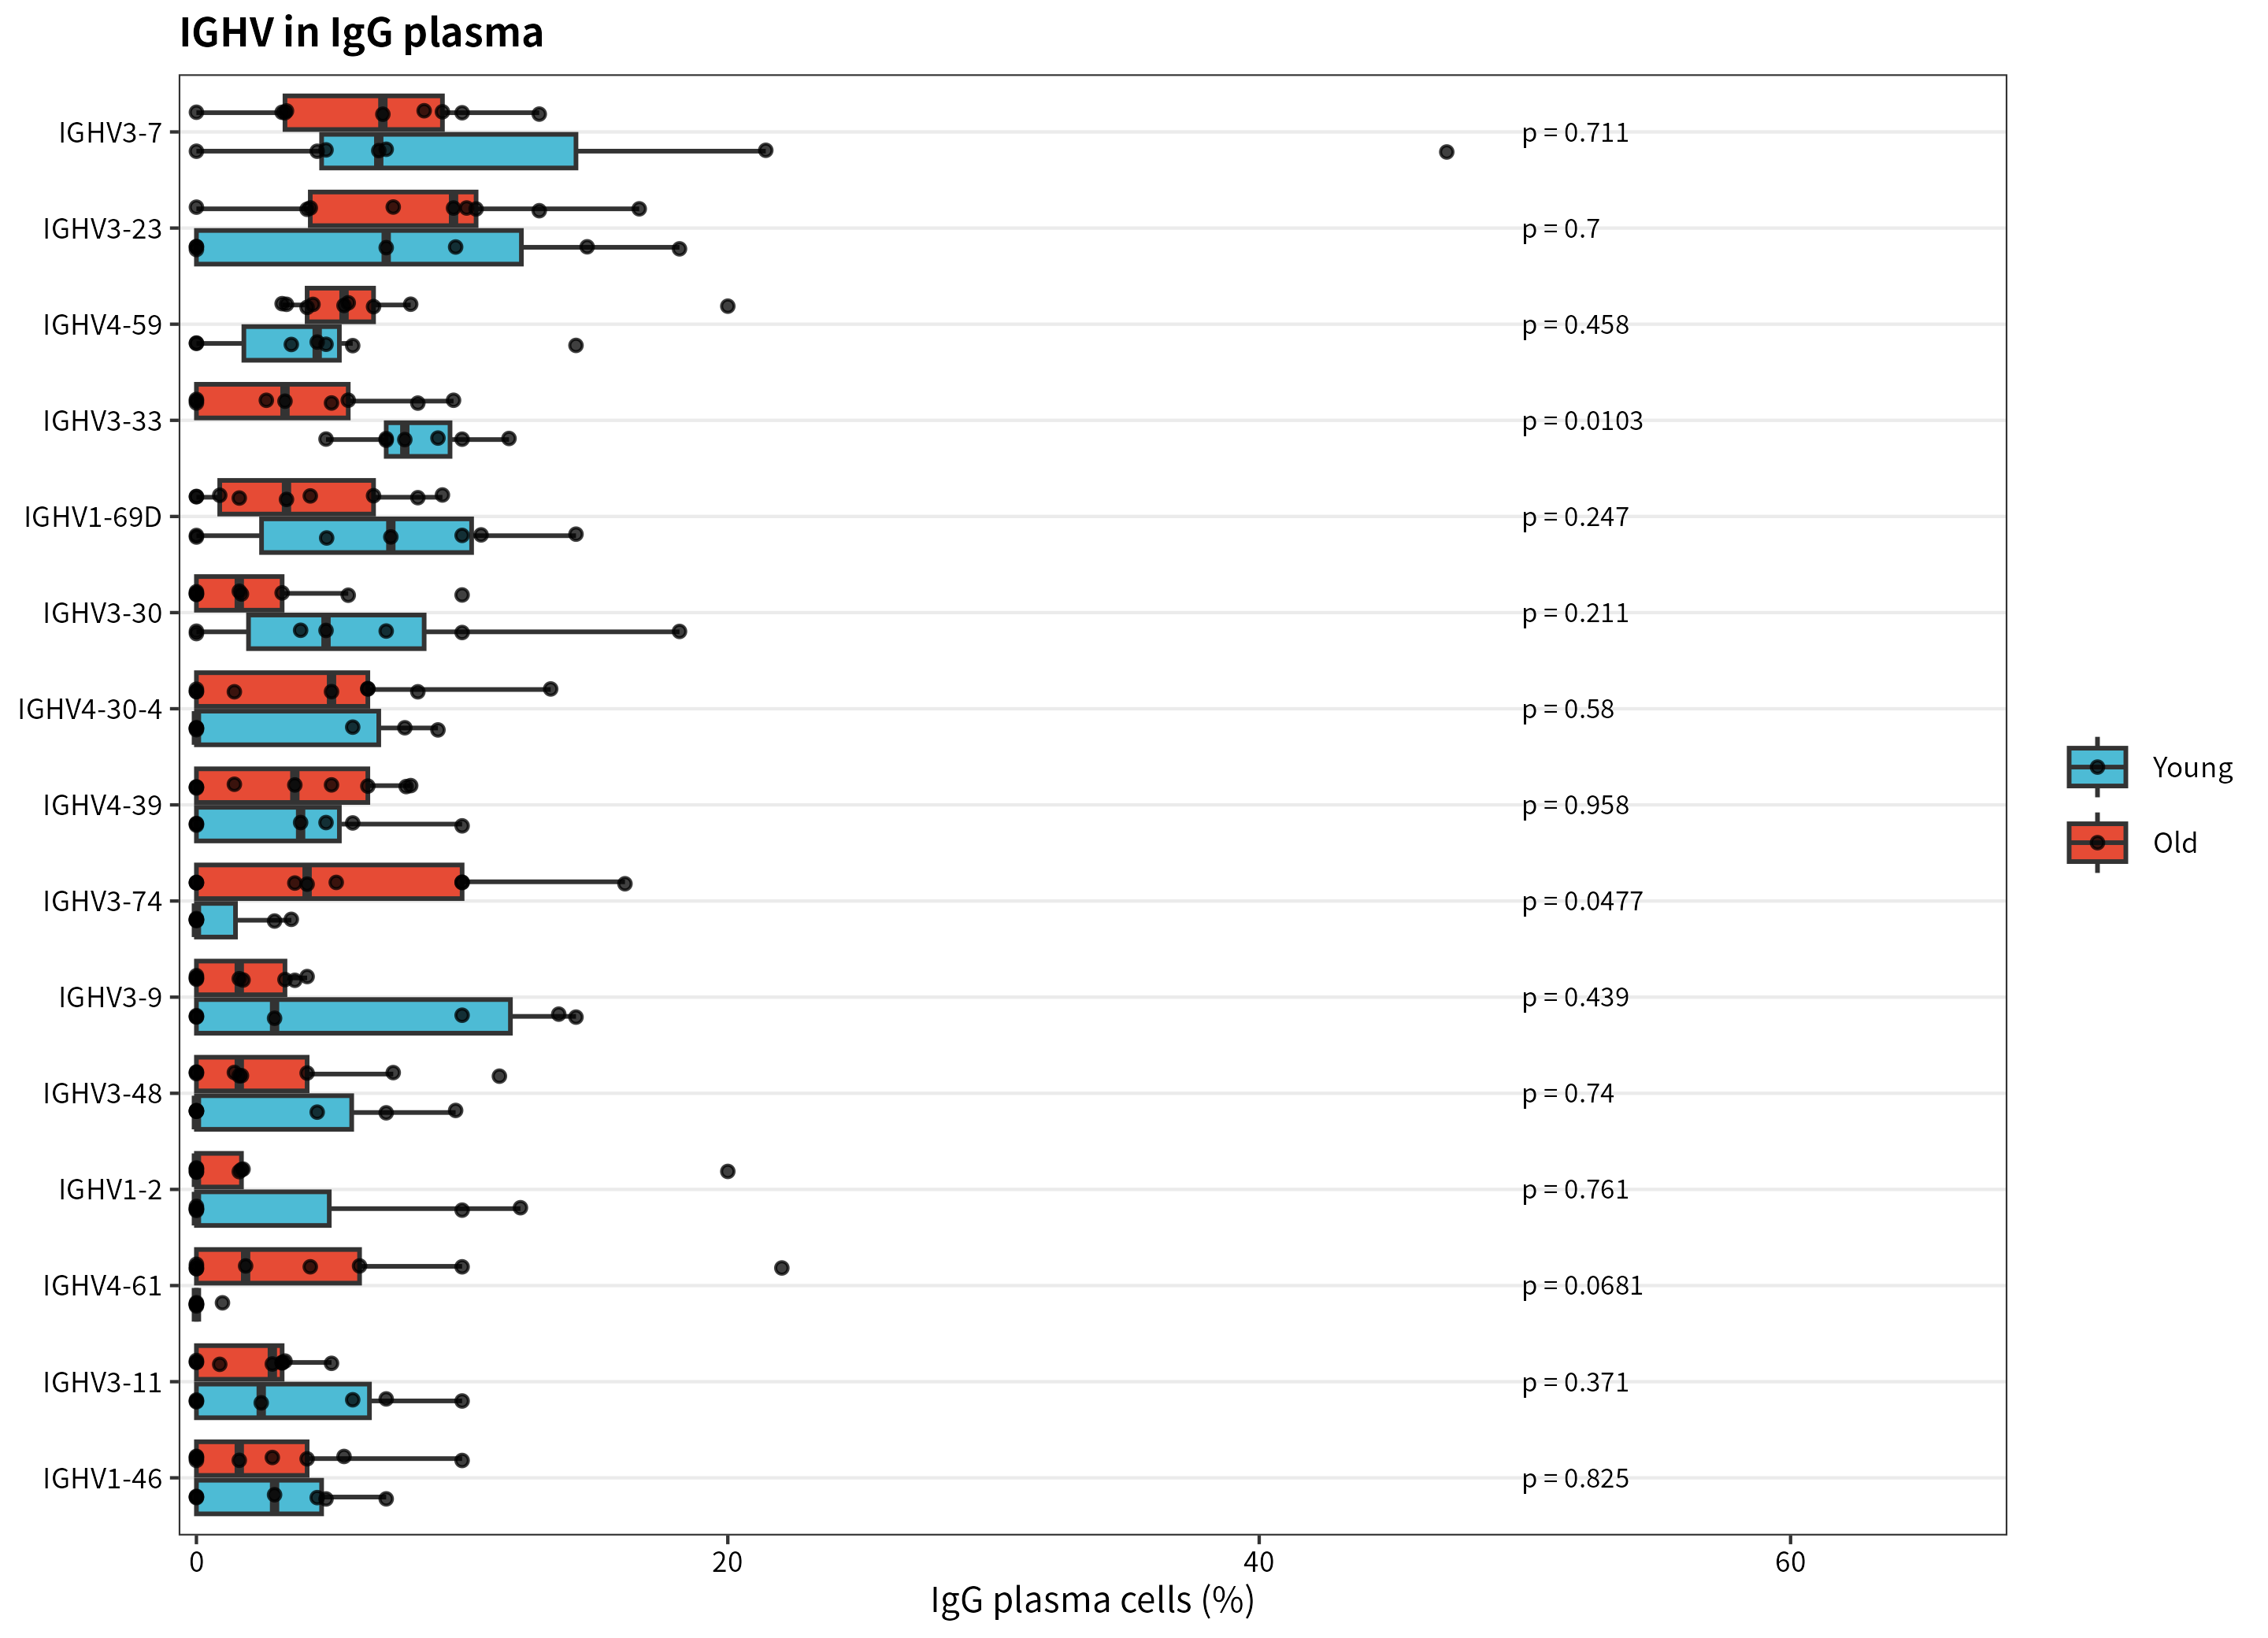 IGHV in IgG plasma
IGHV3-7
p = 0.711
IGHV3-23
p = 0.7
IGHV4-59
p = 0.458
IGHV3-33
p = 0.0103
IGHV1-69D
p = 0.247
IGHV3-30
p = 0.211
IGHV4-30-4
p = 0.58
IGHV4-39
p = 0.958
IGHV3-74
p = 0.0477
IGHV3-9
p = 0.439
IGHV3-48
p = 0.74
IGHV1-2
p = 0.761
IGHV4-61
p = 0.0681
IGHV3-11
p = 0.371
IGHV1-46
p = 0.825
0 20 40 60
IgG plasma cells (%)
Young
Old